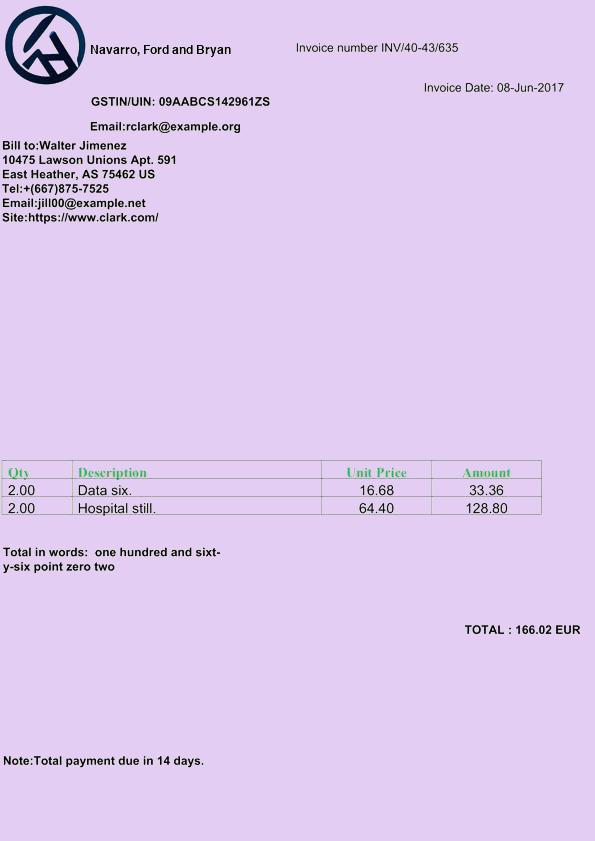 Navarro, Ford and Bryan
Invoice number INV/40-43/635
Invoice Date: 08-Jun-2017
GSTIN/UIN: 09AABCS142961ZS
Email:rclark@example.org
Bill to:Walter Jimenez
10475 Lawson Unions Apt. 591
East Heather, AS 75462 US
Tel:+(667)875-7525
Email:jill00@example.net
Site:https://www.clark.com/
Qty Description Unit Price Amount
2.00 Data six. 16.68 33.36
2.00 Hospital still. 64.40 128.80
Total in words: one hundred and sixt-
y-six point zero two
TOTAL : 166.02 EUR
Note:Total payment due in 14 days.